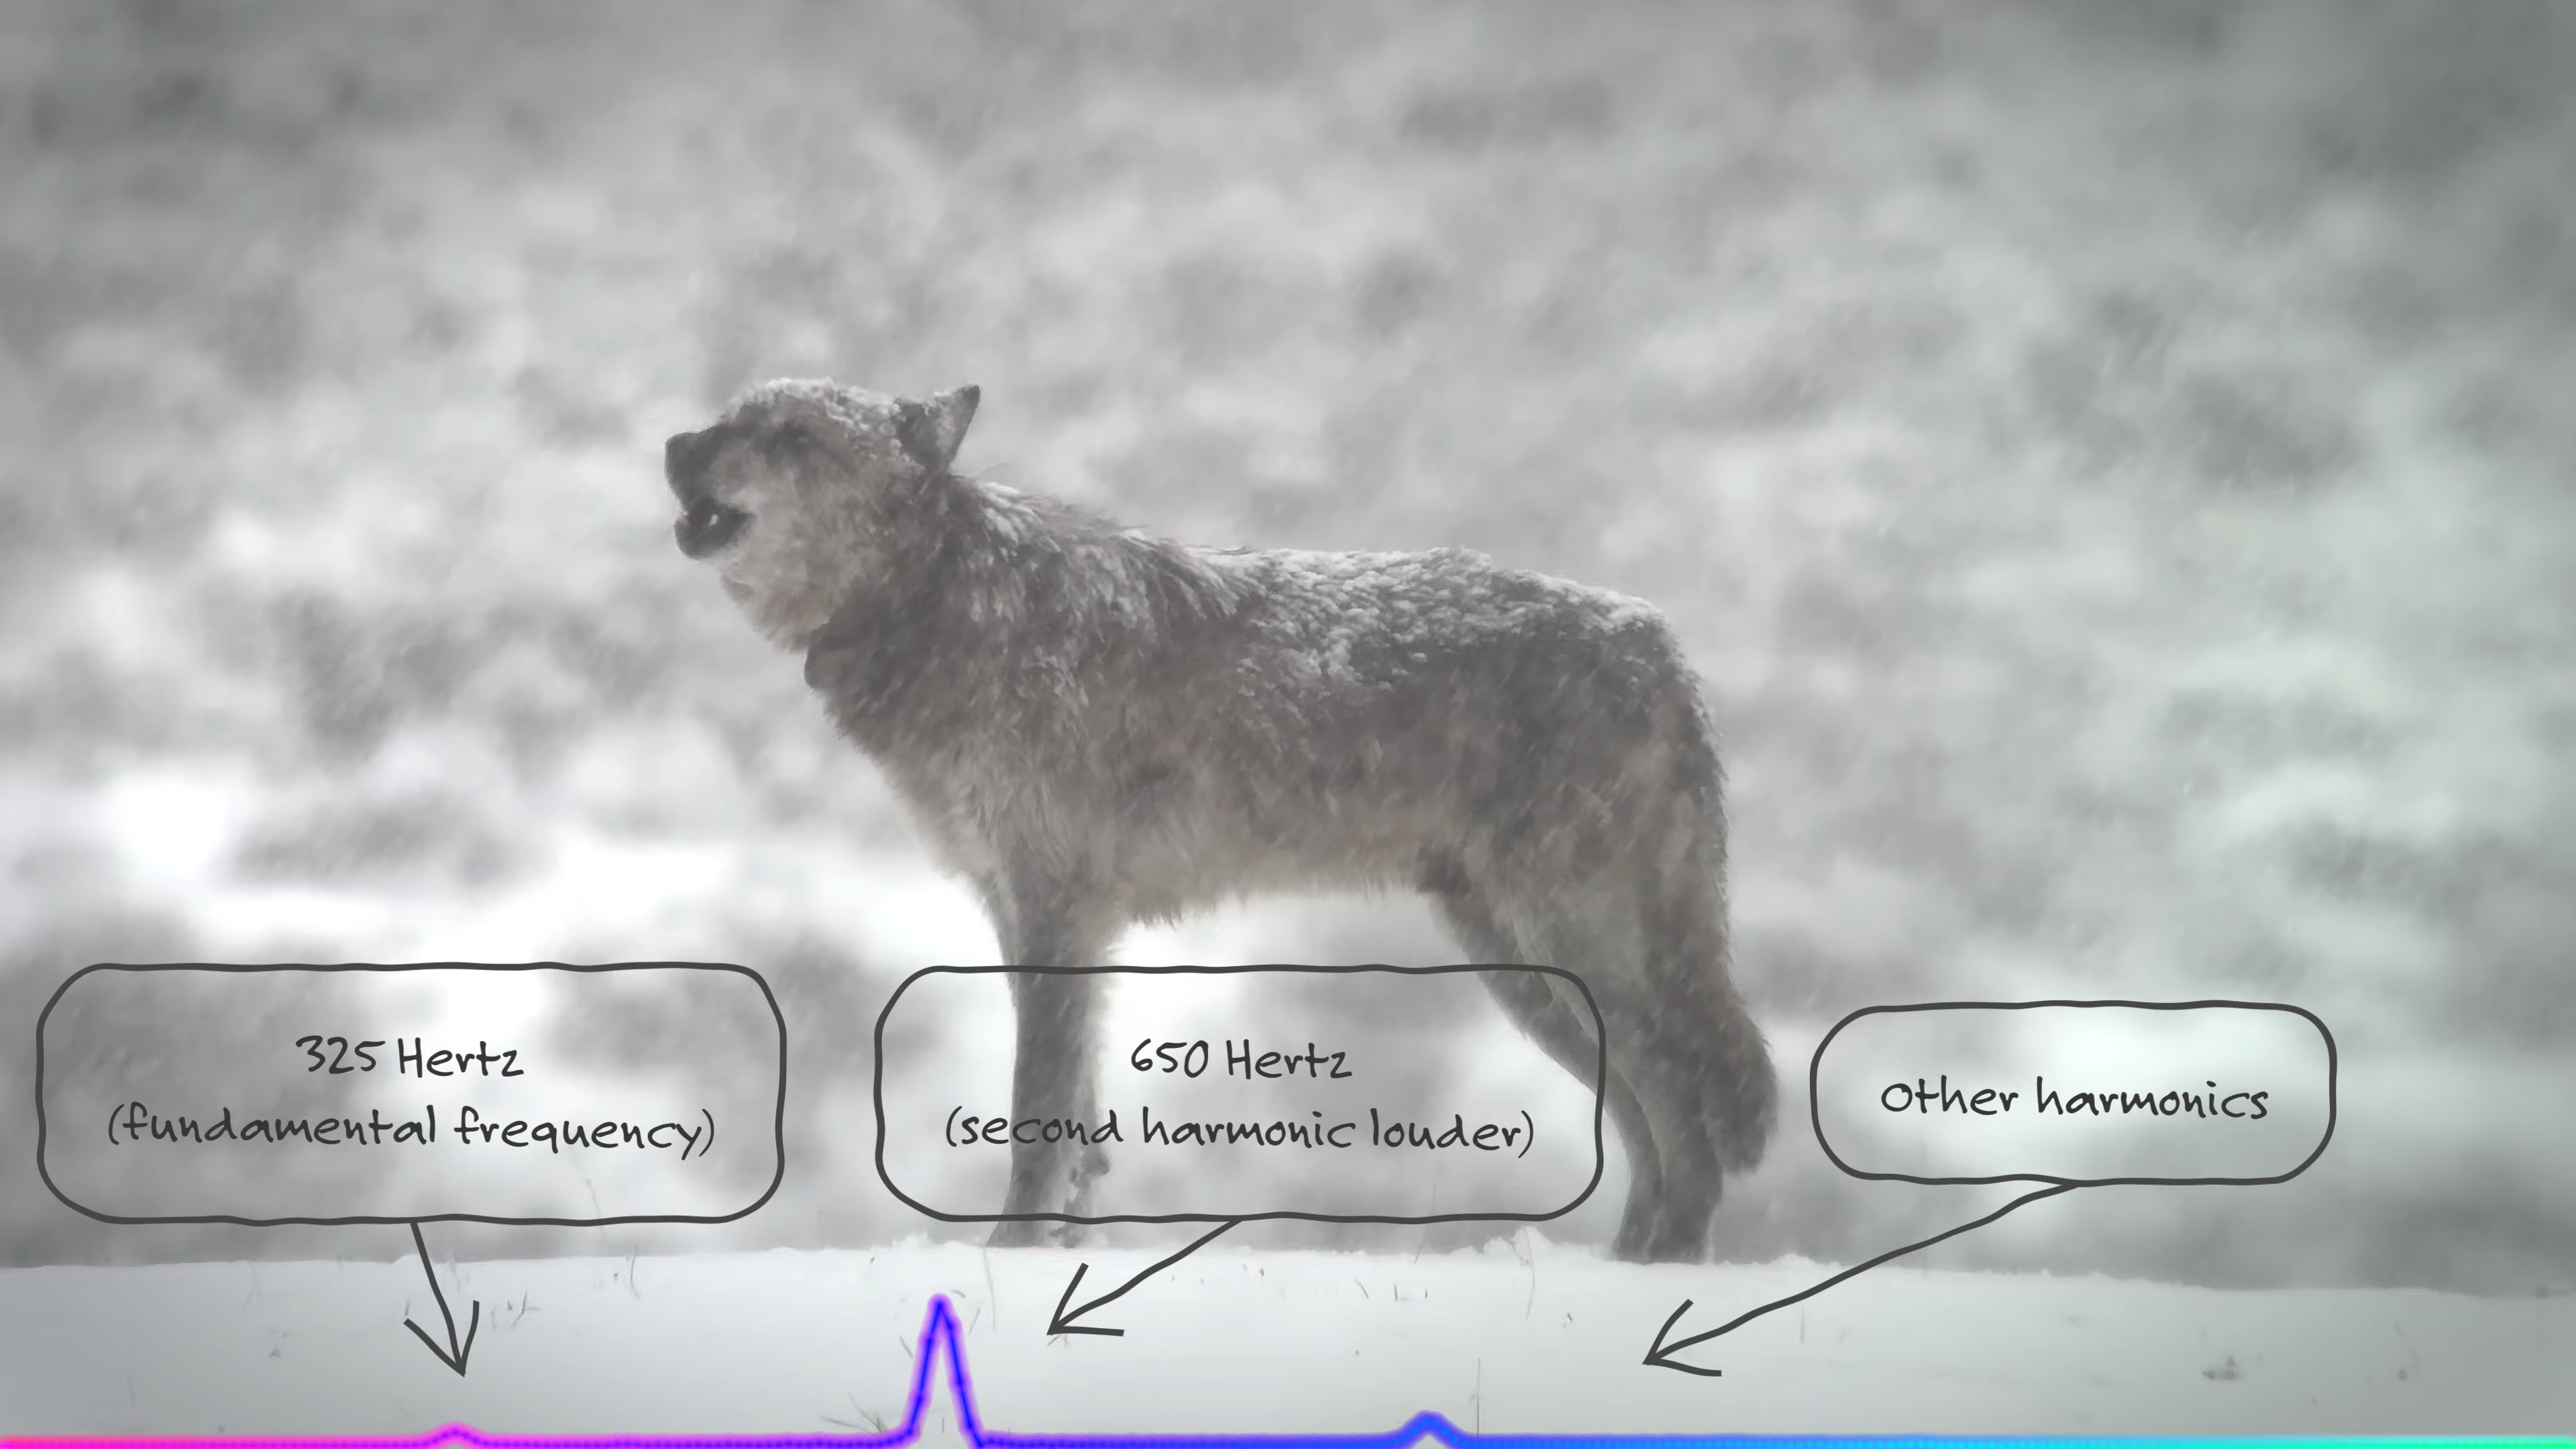 325 Hertz
(fundamental frequency)
650 Hertz
(second harmonic louder)
Other harmonics